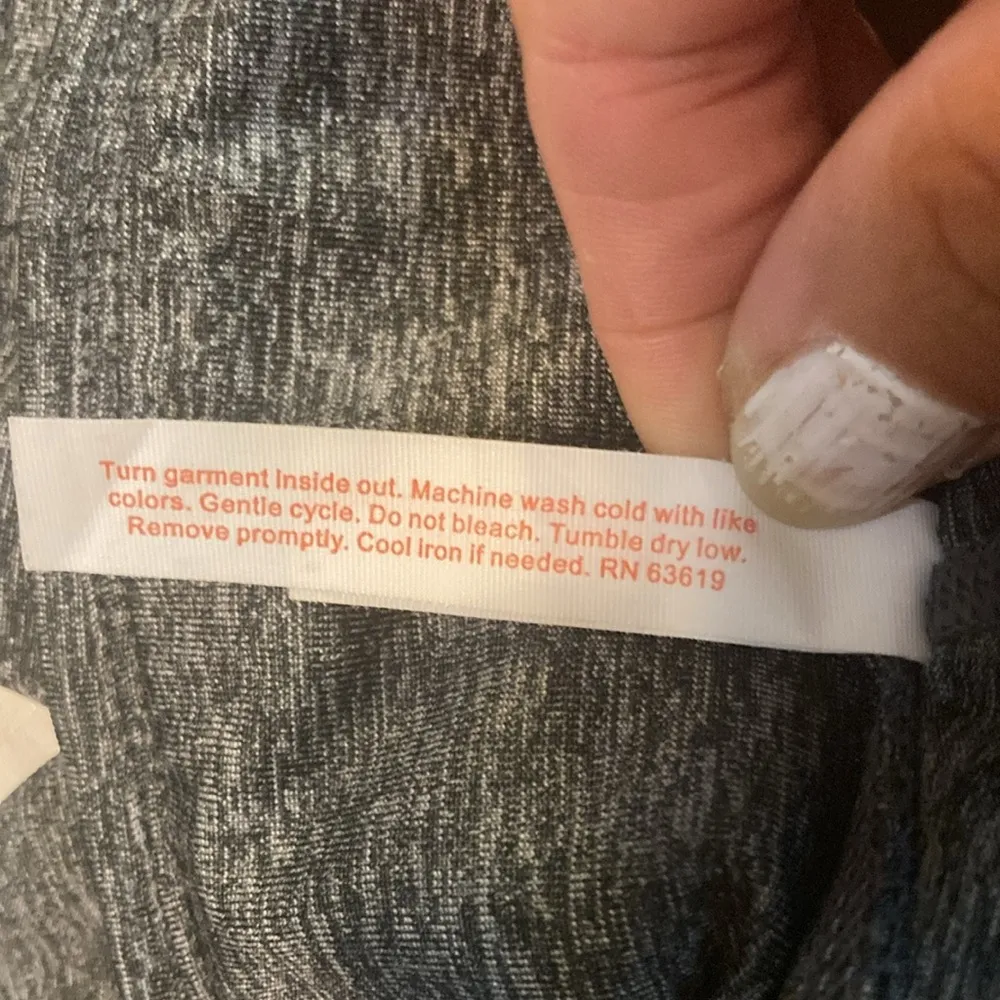 Turn garment inside out. Machine wash cold with like
colors. Gentle cycle. Do not bleach. Tumble dry low.
Remove promptly. Cool iron if needed. RN 63619